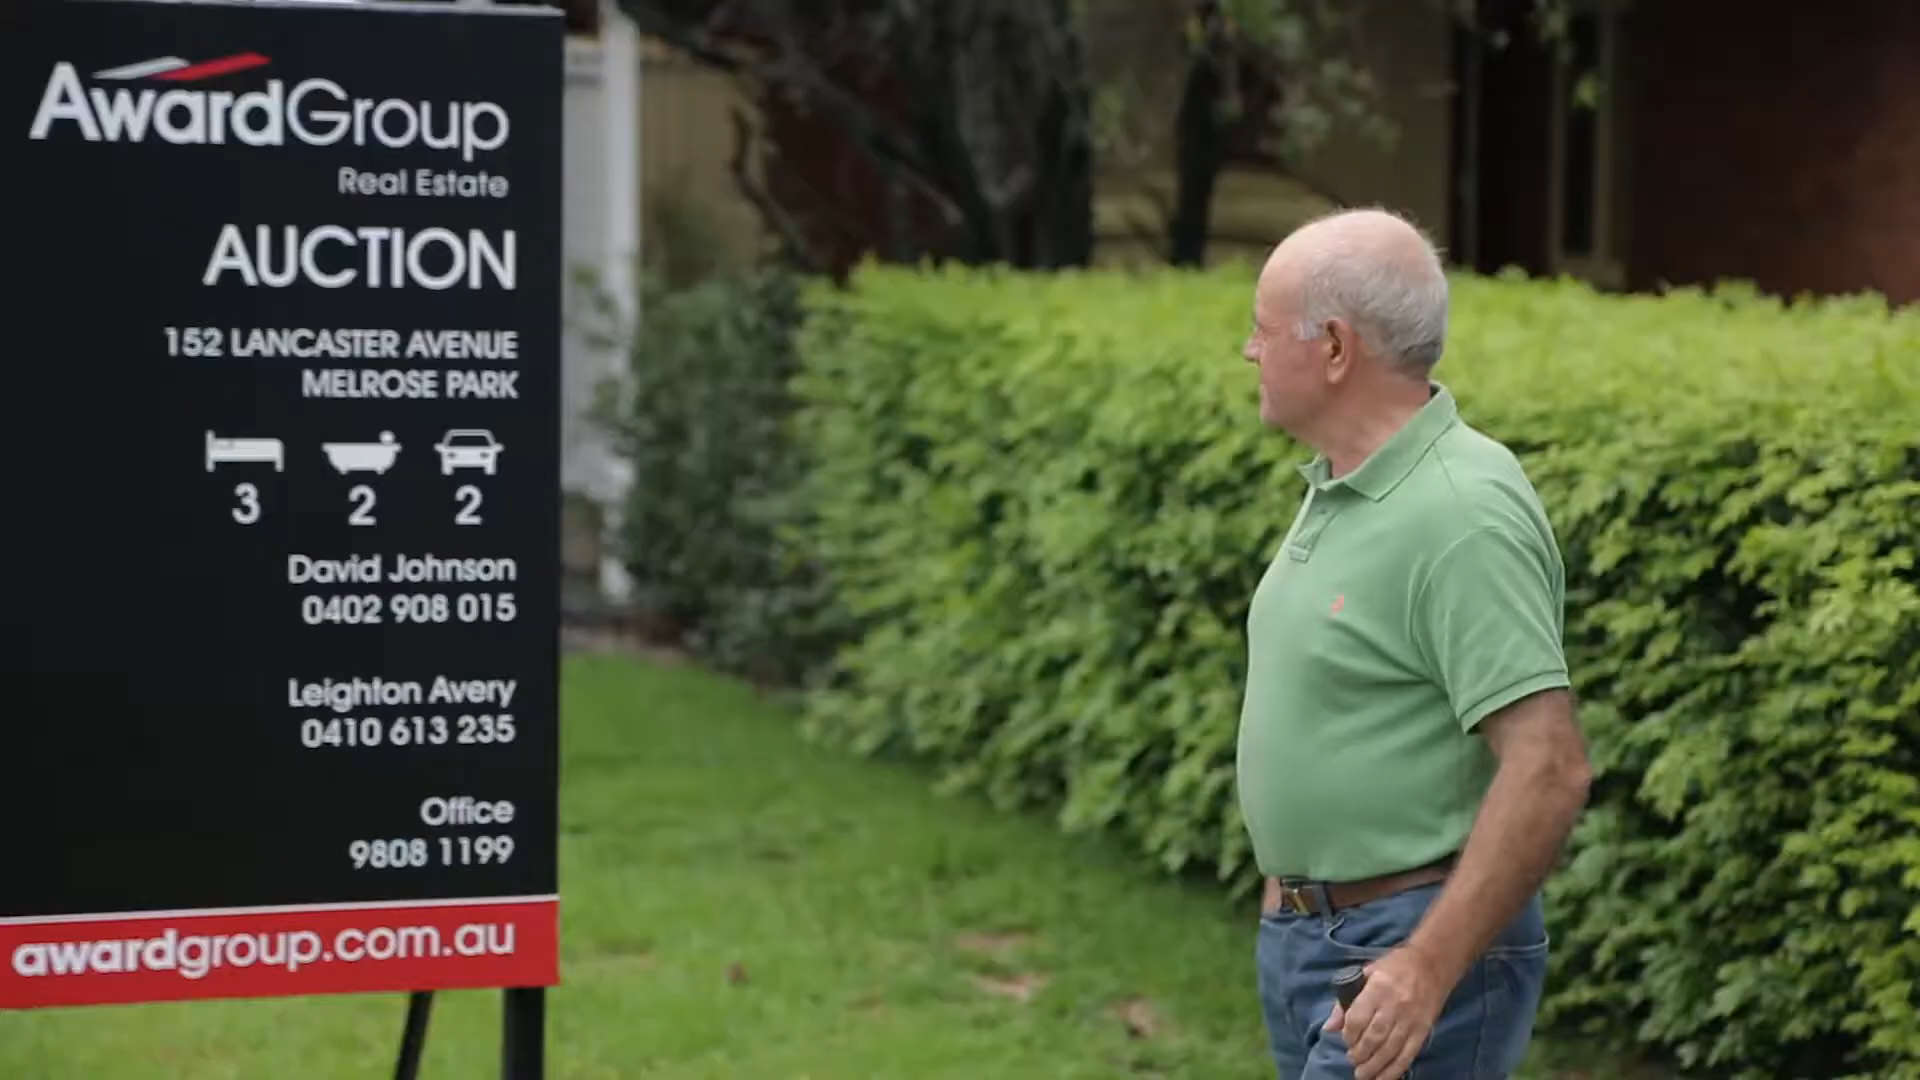 AwardGroup
Real Estate
AUCTION
152 LANCASTER AVENUE
MELROSE PARK
3 2 2
David Johnson
0402 908 015
Leighton Avery
0410 613 235
Office
9808 1199
awardgroup.com.au